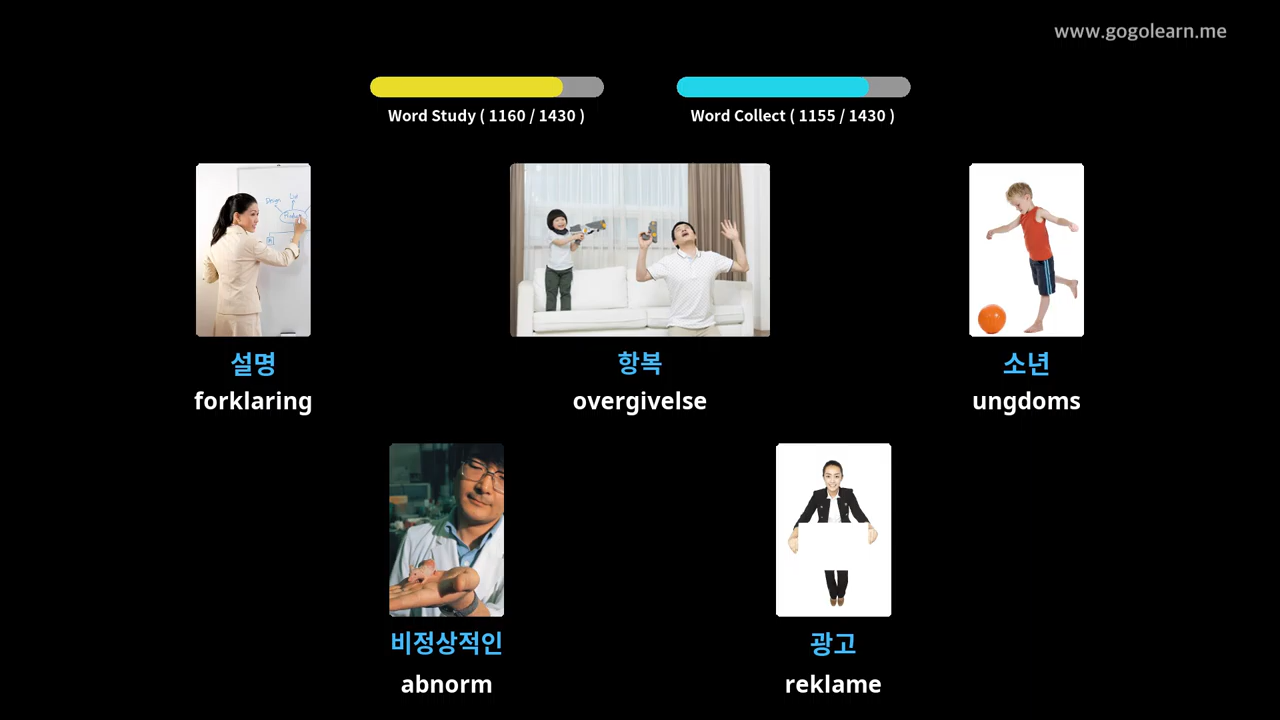 www.gogolearn.me
Word Study ( 1160 / 1430 )
Word Collect ( 1155 / 1430 )
설명
forklaring
항복
overgivelse
소년
ungdoms
비정상적인
abnorm
광고
reklame